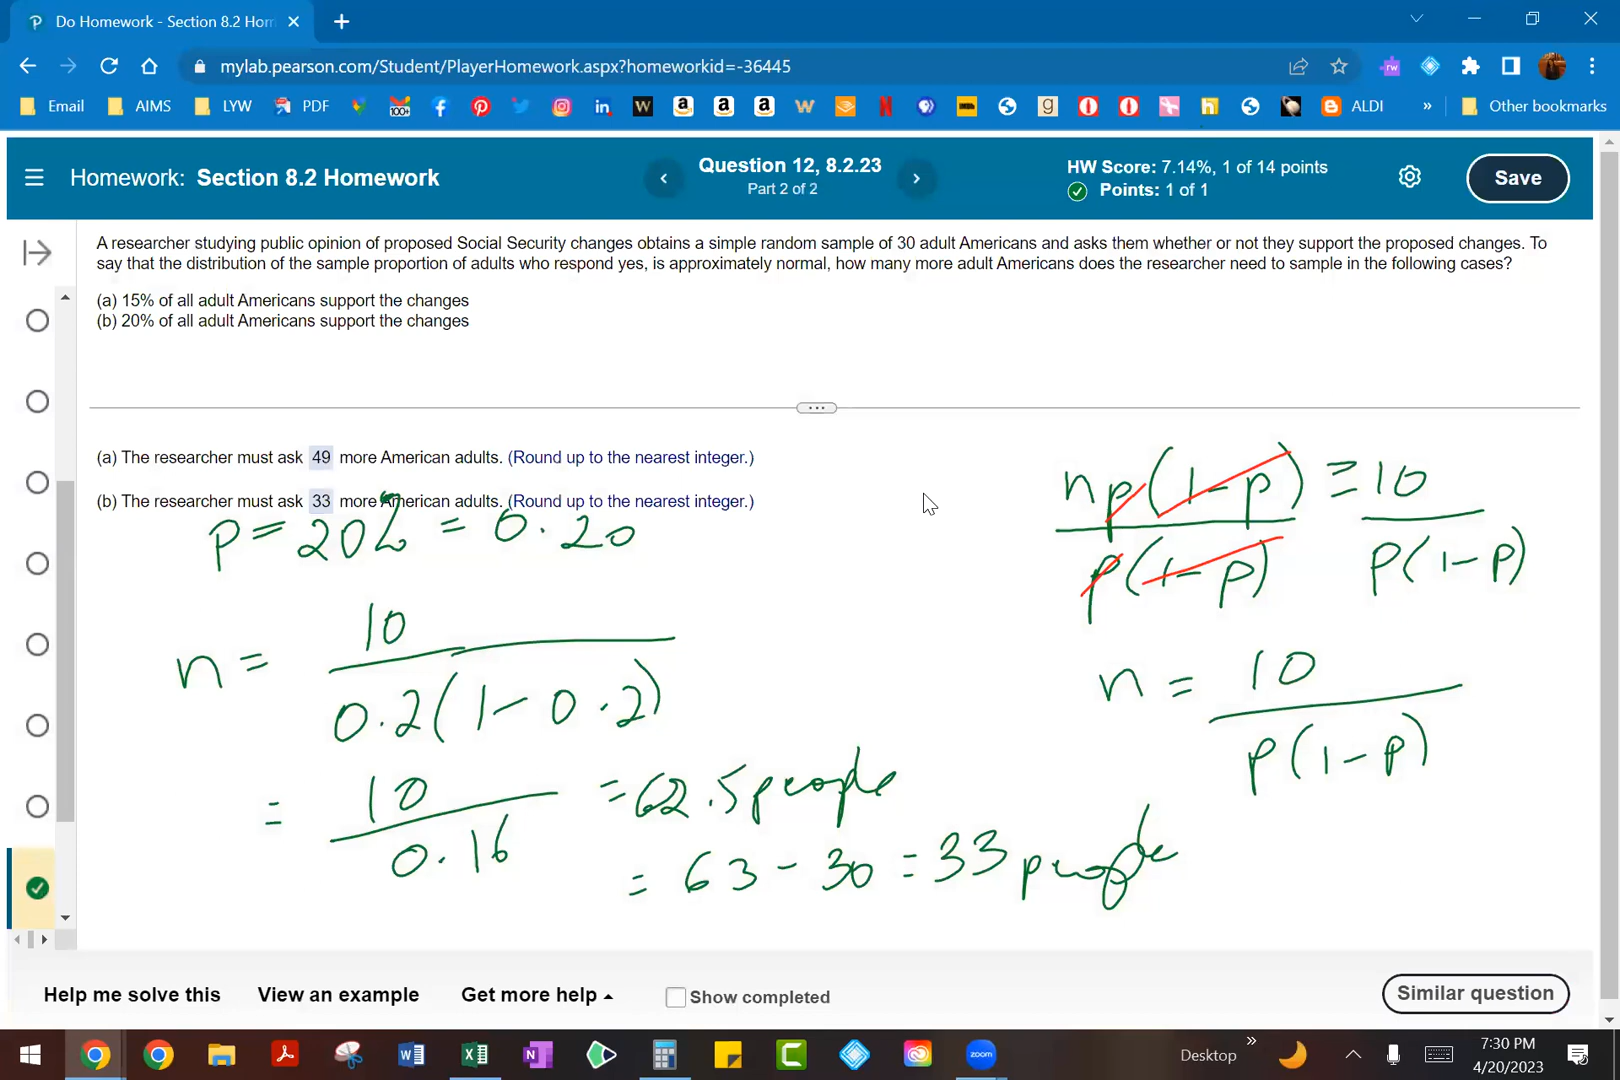 Do Homework - Section 8.2 Hom
mylab.pearson.com/Student/PlayerHomework.aspx?homeworkid=-36445
Email AIMS LYW PDF ALDI » Other bookmarks
Homework: Section 8.2 Homework
Question 12, 8.2.23
Part 2 of 2
HW Score: 7.14%, 1 of 14 points
Points: 1 of 1
Save
A researcher studying public opinion of proposed Social Security changes obtains a simple random sample of 30 adult Americans and asks them whether or not they support the proposed changes. To
say that the distribution of the sample proportion of adults who respond yes, is approximately normal, how many more adult Americans does the researcher need to sample in the following cases?
(a) 15% of all adult Americans support the changes
(b) 20% of all adult Americans support the changes
(a) The researcher must ask 49 more American adults. (Round up to the nearest integer.)
(b) The researcher must ask 33 more American adults. (Round up to the nearest integer.)
p = 20% = 0.20
n = 10
0.2(1-0.2)
= 10
0.16
= 62.5 people
= 63 - 30 = 33 people
np(1-p) ≥ 10
p(1-p) p(1-p)
n = 10
p(1-p)
Help me solve this View an example Get more help Show completed Similar question
Desktop »
7:30 PM
4/20/2023